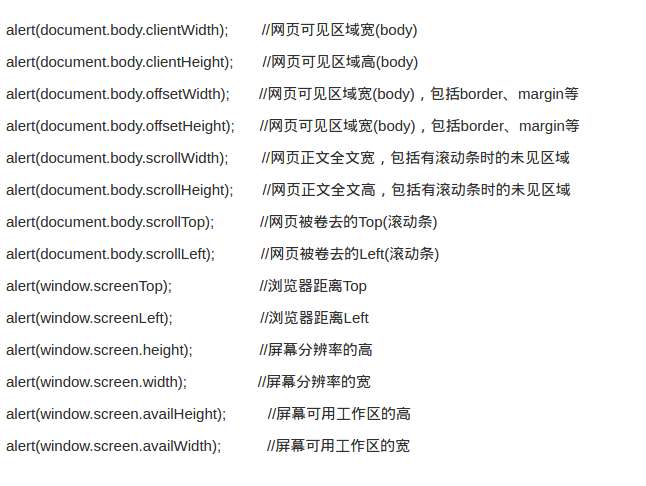 alert(document.body.clientWidth); //网页可见区域宽(body)
alert(document.body.clientHeight); //网页可见区域高(body)
alert(document.body.offsetWidth); //网页可见区域宽(body)，包括border、margin等
alert(document.body.offsetHeight); //网页可见区域宽(body)，包括border、margin等
alert(document.body.scrollWidth); //网页正文全文宽，包括有滚动条时的未见区域
alert(document.body.scrollHeight); //网页正文全文高，包括有滚动条时的未见区域
alert(document.body.scrollTop); //网页被卷去的Top(滚动条)
alert(document.body.scrollLeft); //网页被卷去的Left(滚动条)
alert(window.screenTop); //浏览器距离Top
alert(window.screenLeft); //浏览器距离Left
alert(window.screen.height); //屏幕分辨率的高
alert(window.screen.width); //屏幕分辨率的宽
alert(window.screen.availHeight); //屏幕可用工作区的高
alert(window.screen.availWidth); //屏幕可用工作区的宽